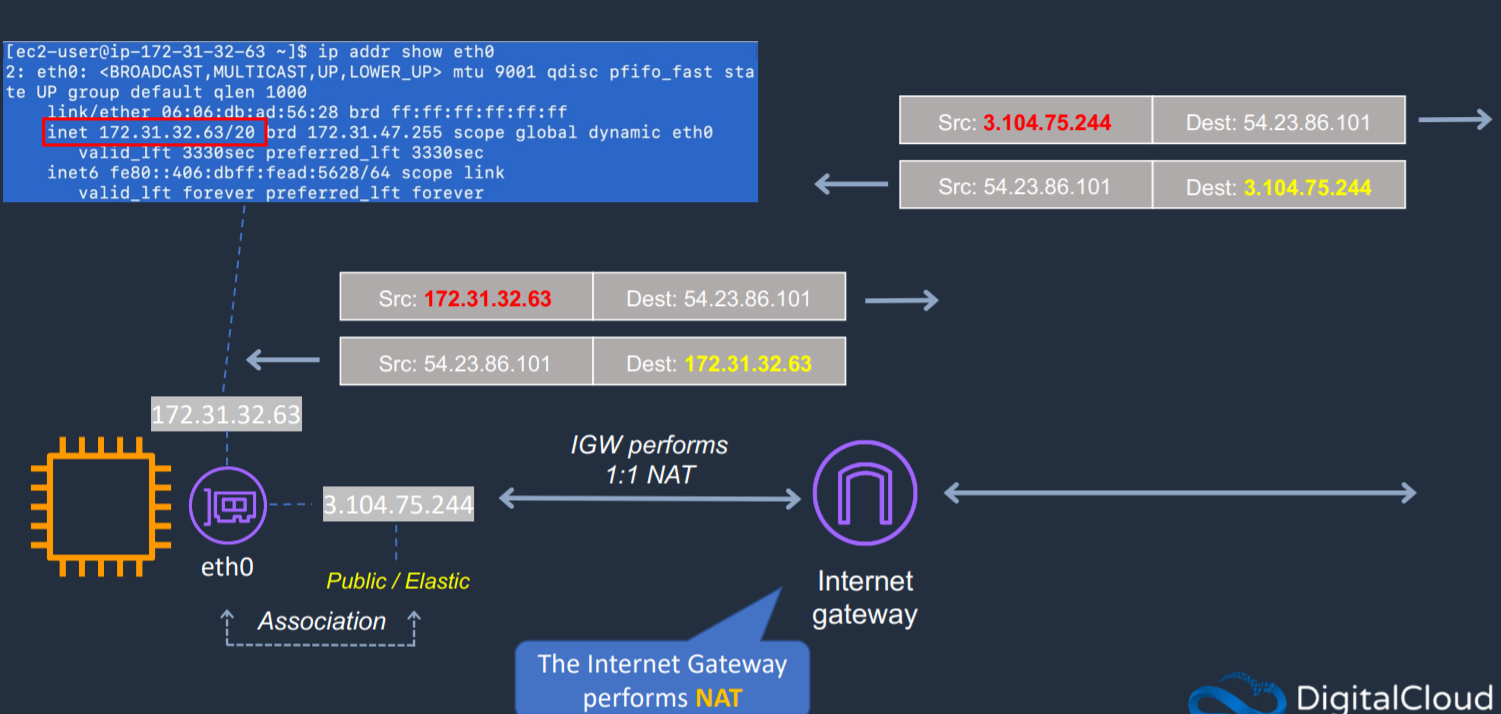 [ec2-user@ip-172-31-32-63 ~]$ ip addr show eth0
2: eth0: <BROADCAST,MULTICAST,UP,LOWER_UP> mtu 9001 qdisc pfifo_fast sta
te UP group default qlen 1000
link/ether 06:06:db:ad:56:28 brd ff:ff:ff:ff:ff:ff
inet 172.31.32.63/20 brd 172.31.47.255 scope global dynamic eth0
valid_lft 3330sec preferred_lft 3330sec
inet6 fe80::406:dbff:fead:5628/64 scope link
valid_lft forever preferred_lft forever
Src: 3.104.75.244 Dest: 54.23.86.101
Src: 54.23.86.101 Dest: 3.104.75.244
Src: 172.31.32.63 Dest: 54.23.86.101
Src: 54.23.86.101 Dest: 172.31.32.63
172.31.32.63
IGW performs
1:1 NAT
3.104.75.244
eth0
Public / Elastic
Association
Internet
gateway
The Internet Gateway
performs NAT
DigitalCloud